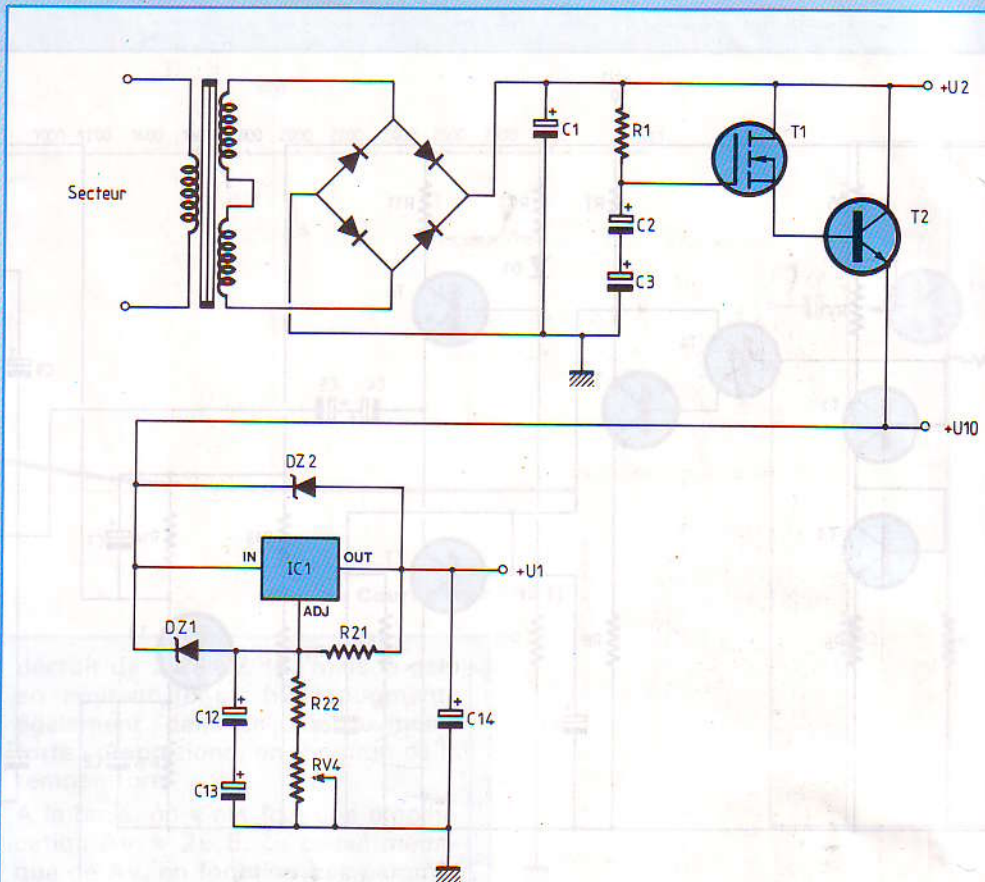 +U2
C1
R1
T1
Secteur
T2
C2
C3
+U10
DZ2
IN
IC1
OUT
+U1
ADJ
DZ1
R21
R22
C12
C14
RV4
C13